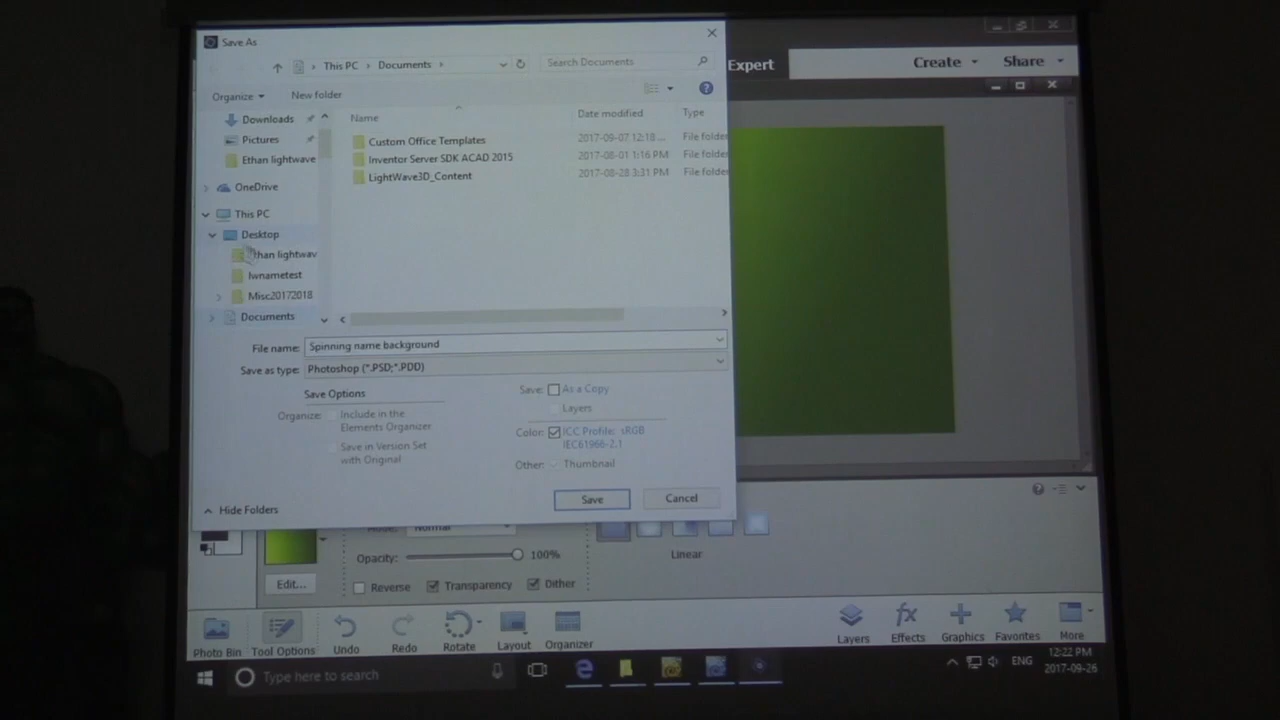 Save As
This PC > Documents >
Search Documents
Organize
New folder
Expert
Create
Share
Downloads
Pictures
Ethan lightwave
OneDrive
This PC
Desktop
than lightwav
lwnametest
Misc20172018
Documents
Name
Date modified
Type
Custom Office Templates
2017-09-07 12:18 ...
File folder
Inventor Server SDK ACAD 2015
2017-08-01 1:16 PM
File folder
LightWave3D_Content
2017-08-28 3:31 PM
File folder
File name:
Spinning name background
Save as type:
Photoshop (*.PSD;*.PDD)
Save Options
Organize:
Include in the
Elements Organizer
Save in Version Set
with Original
Save:
As a Copy
Layers
Color:
ICC Profile: sRGB
IEC61966-2.1
Other:
Thumbnail
Hide Folders
Save
Cancel
Mode:
Normal
Opacity:
100%
Linear
Edit...
Reverse
Transparency
Dither
Photo Bin
Tool Options
Undo
Redo
Rotate
Layout
Organizer
Layers
Effects
Graphics
Favorites
More
Type here to search
ENG
12:22 PM
2017-09-26